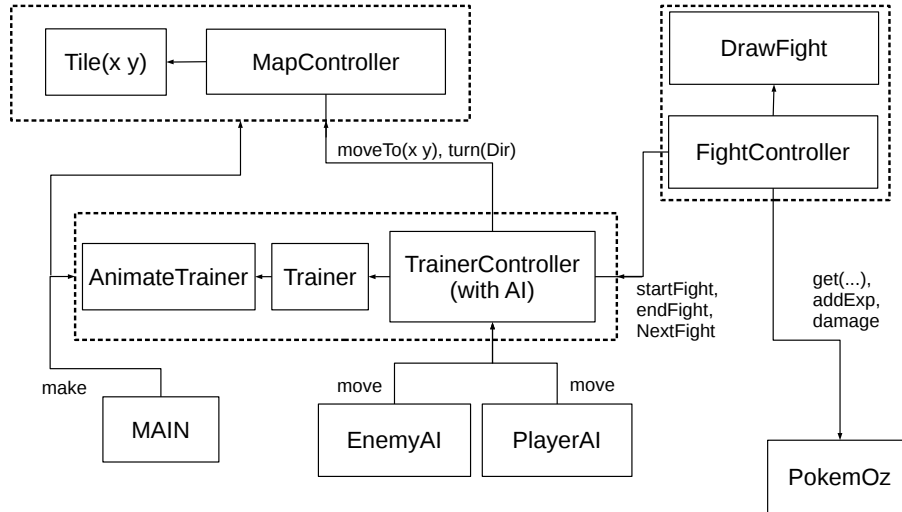 DrawFight
Tile(x y)
MapController
moveTo(x y), turn(Dir)
FightController
AnimateTrainer
Trainer
TrainerController
(with AI)
startFight,
endFight,
NextFight
get(...),
addExp,
damage
make
move
move
MAIN
EnemyAI
PlayerAI
PokemOz